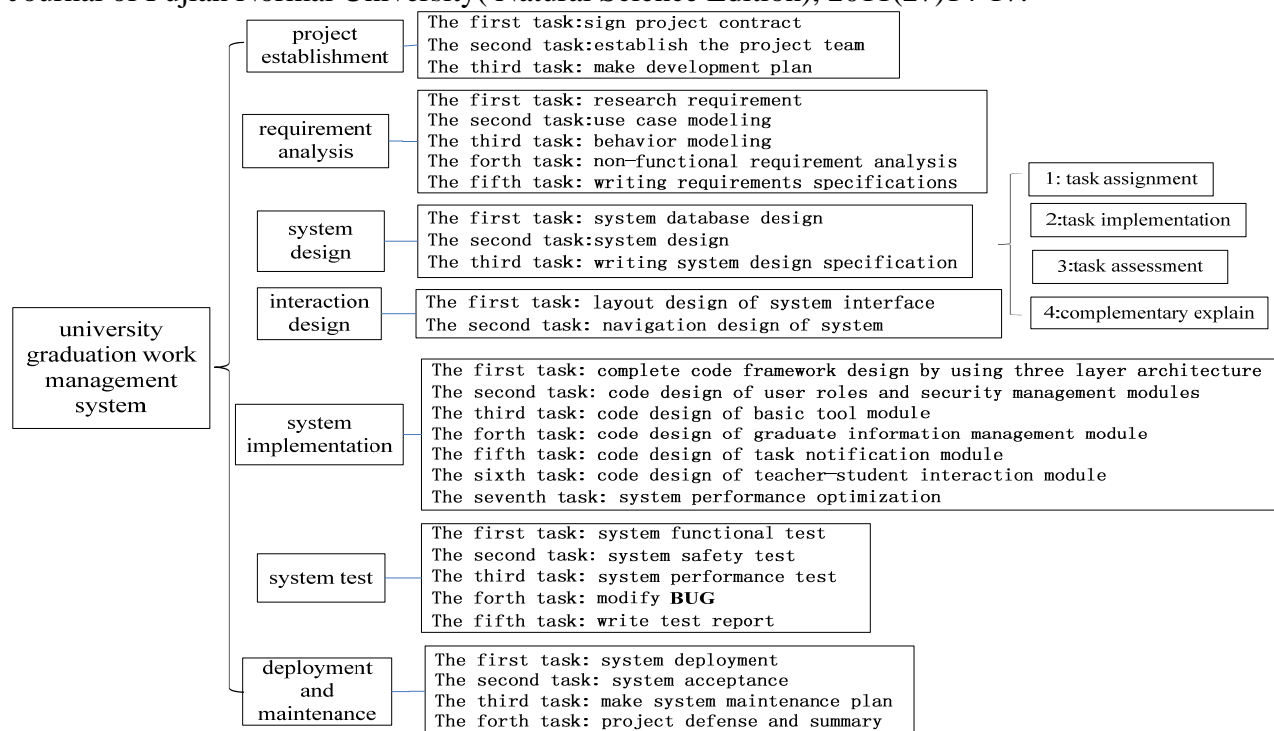 Journal of Fujian Normal University( Natural Science Edition), 2011(27)14-17.
project
establishment
The first task:sign project contract
The second task:establish the project team
The third task: make development plan
requirement
analysis
The first task: research requirement
The second task:use case modeling
The third task: behavior modeling
The forth task: non-functional requirement analysis
The fifth task: writing requirements specifications
system
design
The first task: system database design
The second task:system design
The third task: writing system design specification
1: task assignment
2:task implementation
3:task assessment
4:complementary explain
interaction
design
The first task: layout design of system interface
The second task: navigation design of system
university
graduation work
management
system
system
implementation
The first task: complete code framework design by using three layer architecture
The second task: code design of user roles and security management modules
The third task: code design of basic tool module
The forth task: code design of graduate information management module
The fifth task: code design of task notification module
The sixth task: code design of teacher-student interaction module
The seventh task: system performance optimization
system test
The first task: system functional test
The second task: system safety test
The third task: system performance test
The forth task: modify BUG
The fifth task: write test report
deployment
and
maintenance
The first task: system deployment
The second task: system acceptance
The third task: make system maintenance plan
The forth task: project defense and summary